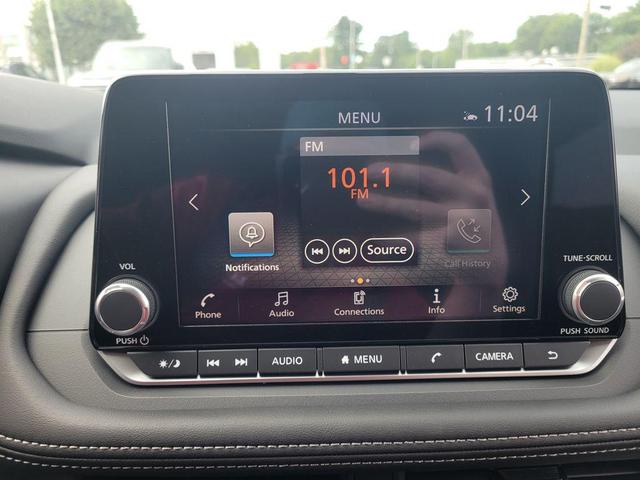 MENU
11:04
FM
101.1
FM
Source
Notifications
Call History
Phone
Audio
Connections
Info
Settings
VOL
PUSH
TUNE·SCROLL
PUSH SOUND
AUDIO
MENU
CAMERA